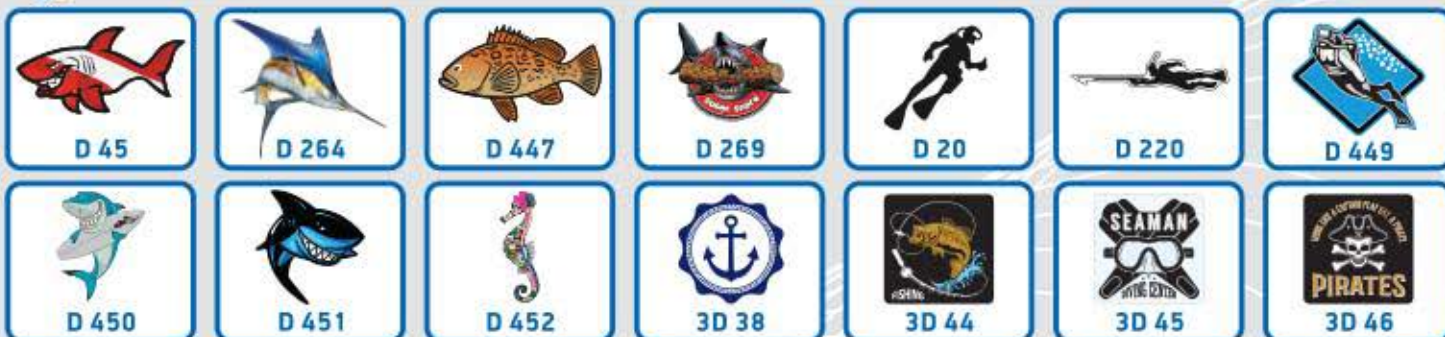 D 45
D 264
D 447
D 269
D 20
D 220
D 449
D 450
D 451
D 452
3D 38
FISHING
3D 44
SEAMAN
DIVING CENTER
3D 45
PIRATES
3D 46